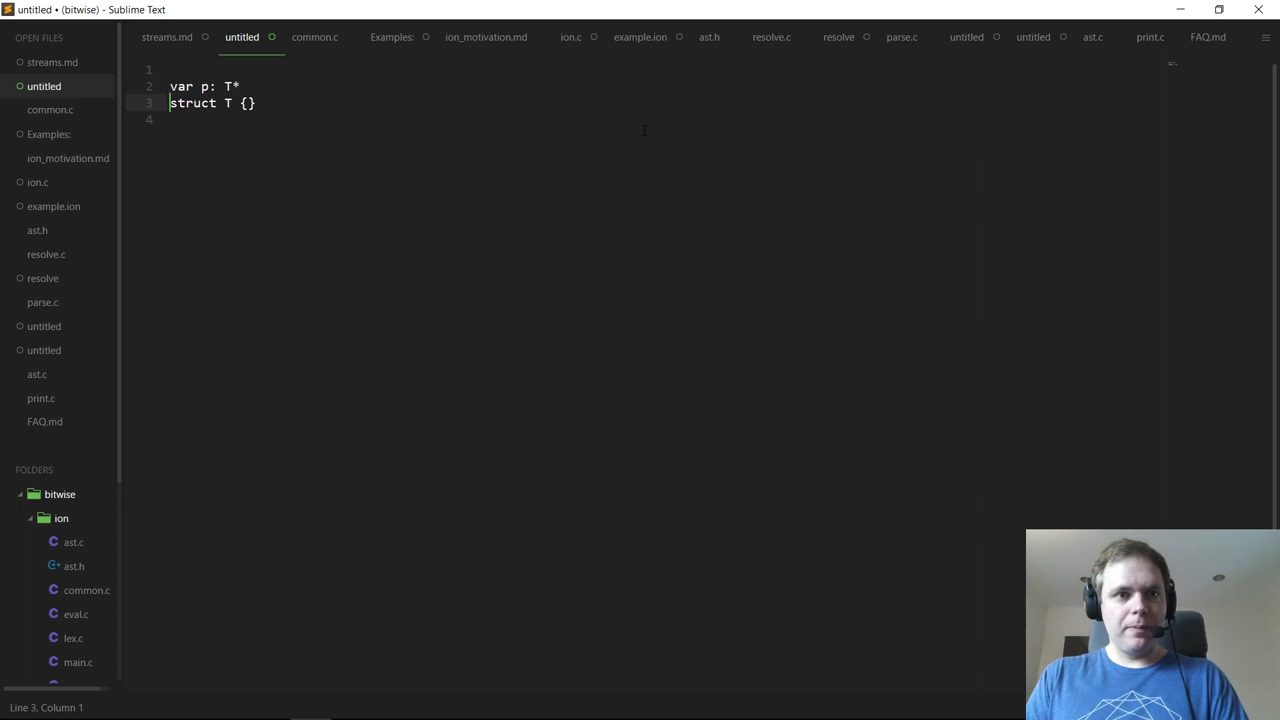 untitled • (bitwise) - Sublime Text
OPEN FILES
streams.md
untitled
common.c
Examples:
ion_motivation.md
ion.c
example.ion
ast.h
resolve.c
resolve
parse.c
untitled
untitled
ast.c
print.c
FAQ.md
FOLDERS
bitwise
ion
ast.c
ast.h
common.c
eval.c
lex.c
main.c
streams.md
untitled
common.c
Examples:
ion_motivation.md
ion.c
example.ion
ast.h
resolve.c
resolve
parse.c
untitled
untitled
ast.c
print.c
FAQ.md
1
2 var p: T*
3 struct T {}
4
Line 3, Column 1